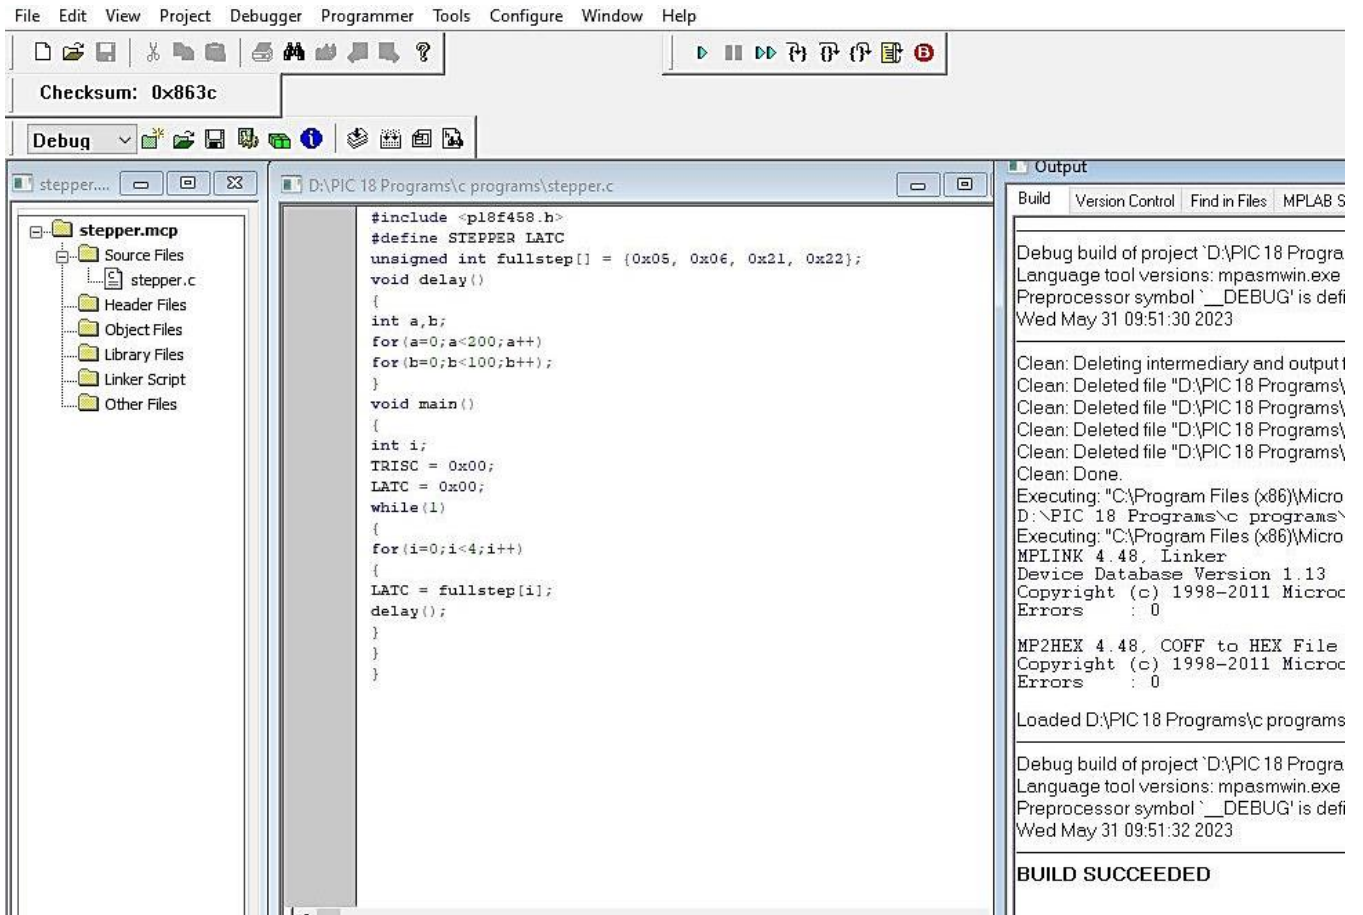 File Edit View Project Debugger Programmer Tools Configure Window Help
Checksum: 0x863c
Debug
stepper....
stepper.mcp
Source Files
stepper.c
Header Files
Object Files
Library Files
Linker Script
Other Files
D:\PIC 18 Programs\c programs\stepper.c
#include <p18f458.h>
#define STEPPER LATC
unsigned int fullstep[] = {0x05, 0x06, 0x21, 0x22};
void delay()
{
int a,b;
for(a=0;a<200;a++)
for(b=0;b<100;b++);
}
void main()
{
int i;
TRISC = 0x00;
LATC = 0x00;
while(1)
{
for(i=0;i<4;i++)
{
LATC = fullstep[i];
delay();
}
}
}
Output
Build Version Control Find in Files MPLAB S
Debug build of project `D:\PIC 18 Progra
Language tool versions: mpasmwin.exe
Preprocessor symbol `__DEBUG' is defi
Wed May 31 09:51:30 2023
Clean: Deleting intermediary and output f
Clean: Deleted file "D:\PIC 18 Programs\
Clean: Deleted file "D:\PIC 18 Programs\
Clean: Deleted file "D:\PIC 18 Programs\
Clean: Deleted file "D:\PIC 18 Programs\
Clean: Done.
Executing: "C:\Program Files (x86)\Micro
D:\PIC 18 Programs\c programs\
Executing: "C:\Program Files (x86)\Micro
MPLINK 4.48, Linker
Device Database Version 1.13
Copyright (c) 1998-2011 Microc
Errors : 0
MP2HEX 4.48, COFF to HEX File
Copyright (c) 1998-2011 Microc
Errors : 0
Loaded D:\PIC 18 Programs\c programs
Debug build of project `D:\PIC 18 Progra
Language tool versions: mpasmwin.exe
Preprocessor symbol `__DEBUG' is defi
Wed May 31 09:51:32 2023
BUILD SUCCEEDED